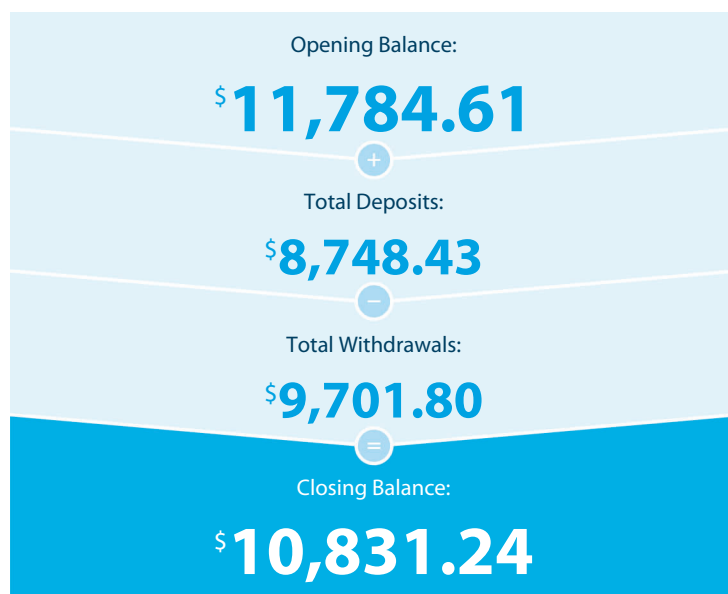 Opening Balance:
$11,784.61
+
Total Deposits:
$8,748.43
−
Total Withdrawals:
$9,701.80
=
Closing Balance:
$10,831.24